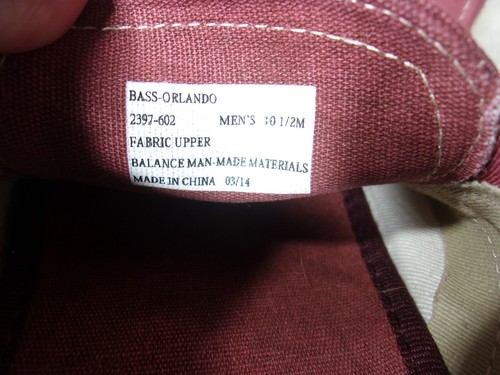 BASS-ORLANDO
2397-602 MEN'S 10 1/2M
FABRIC UPPER
BALANCE MAN-MADE MATERIALS
MADE IN CHINA 03/14